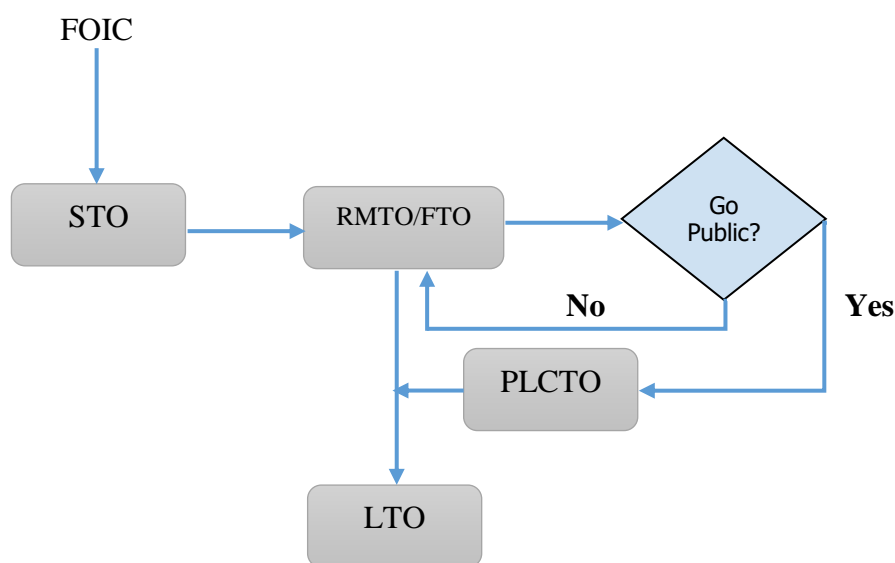 FOIC
STO
RMTO/FTO
Go
Public?
No
Yes
PLCTO
LTO